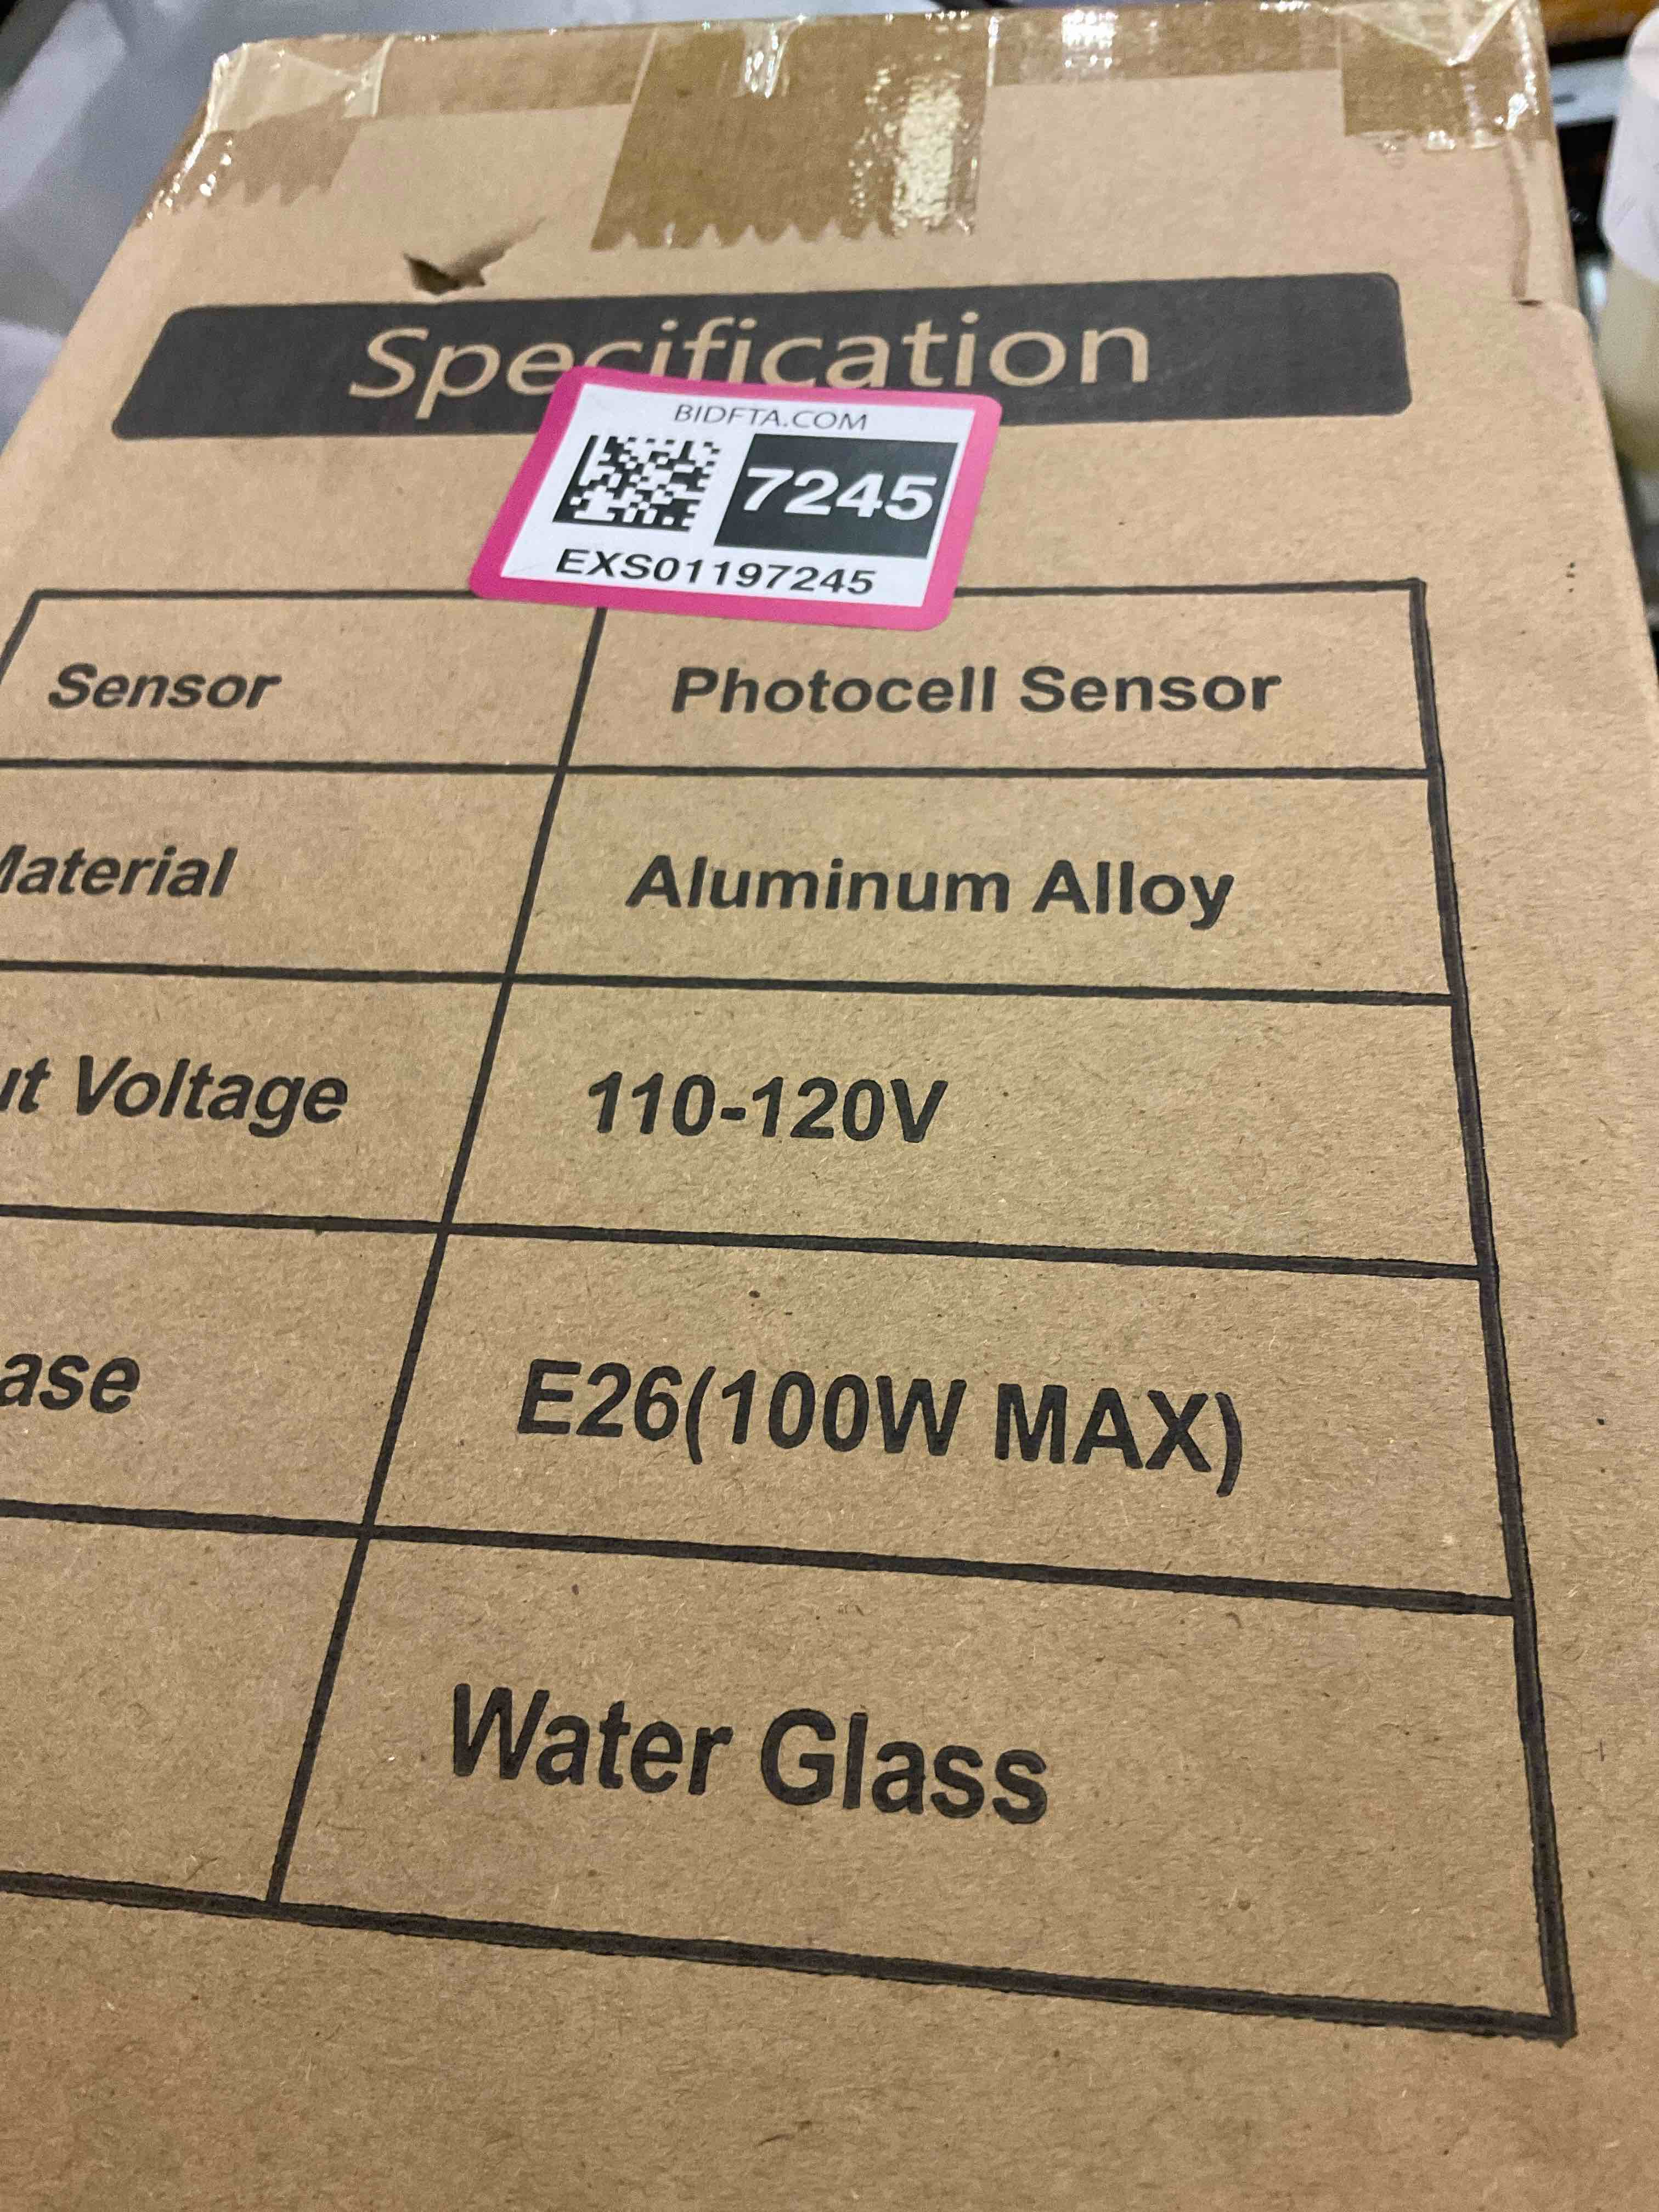 Specification
BIDFTA.COM
7245
EXS01197245
Sensor Photocell Sensor
Material Aluminum Alloy
ut Voltage 110-120V
ase E26(100W MAX)
Water Glass